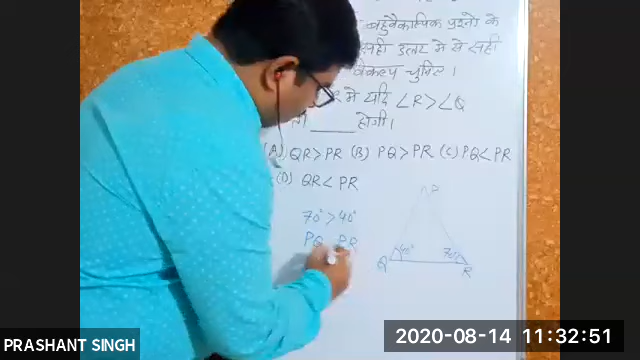 बहुवैकल्पिक प्रश्नों के
सही उत्तर में से सही
विकल्प चुनिए।
में यदि ∠R > ∠Q
होगी।
(A) QR > PR (B) PQ > PR (C) PQ < PR
(D) QR < PR
70° > 40°
PQ PR
P
40° 70°
Q R
PRASHANT SINGH
2020-08-14 11:32:51